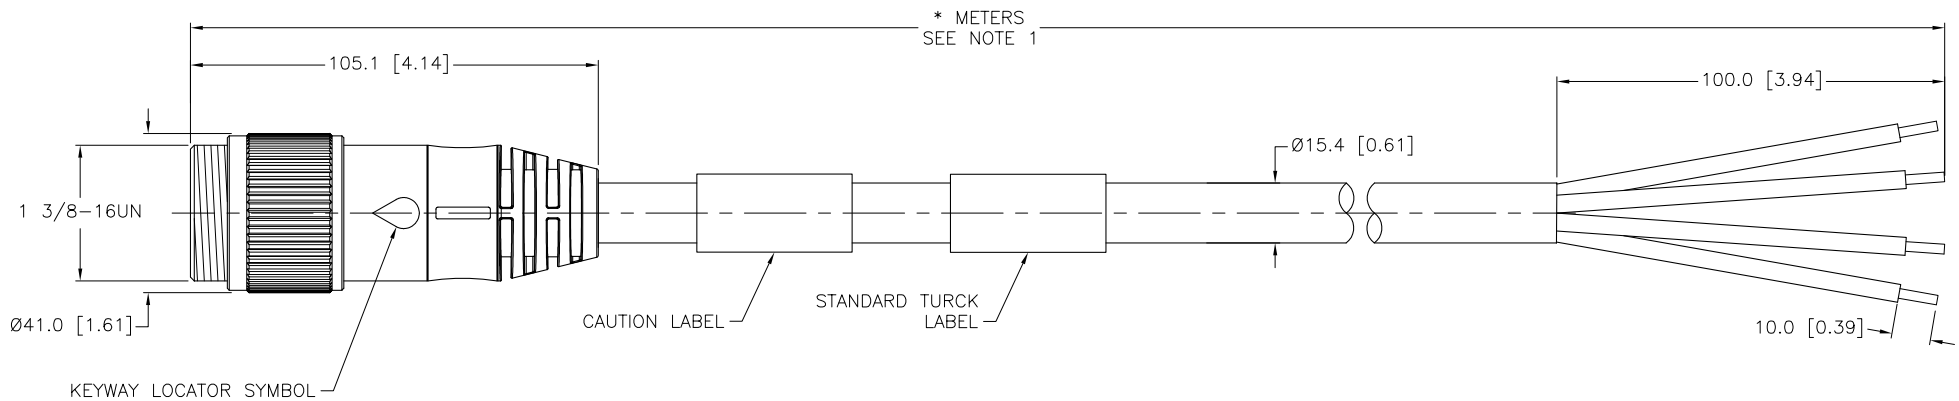 * METERS
SEE NOTE 1
105.1 [4.14]
100.0 [3.94]
Ø15.4 [0.61]
1 3/8-16UN
Ø41.0 [1.61]
CAUTION LABEL
STANDARD TURCK
LABEL
10.0 [0.39]
KEYWAY LOCATOR SYMBOL